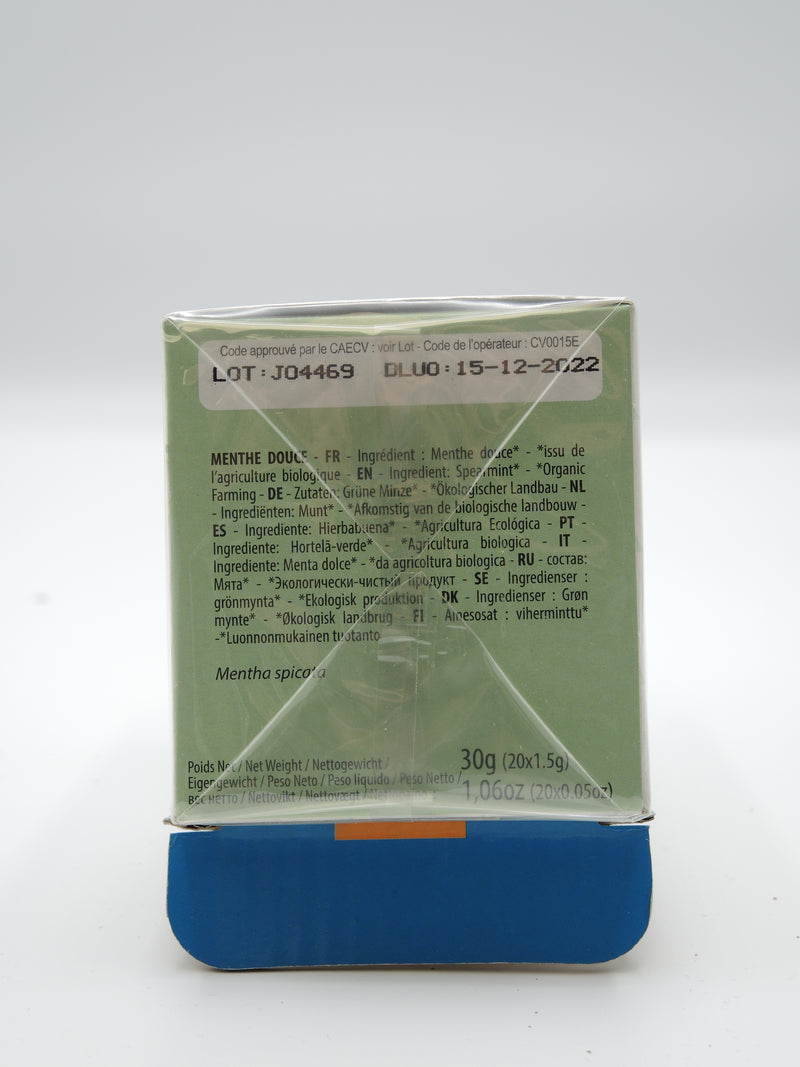 Code approuvé par le CAECV : voir Lot - Code de l'opérateur : CV0015E
LOT:J04469 DLUO:15-12-2022
MENTHE DOUCE - FR - Ingrédient : Menthe douce* - *issu de
l'agriculture biologique - EN - Ingredient: Spearmint* - *Organic
Farming - DE - Zutaten: Grüne Minze* - *Ökologischer Landbau - NL
- Ingrediënten: Munt* - *Afkomstig van de biologische landbouw -
ES - Ingrediente: Hierbabuena* - *Agricultura Ecológica - PT -
Ingrediente: Hortelã-verde* - *Agricultura biologica - IT -
Ingrediente: Menta dolce* - *da agricoltura biologica - RU - состав:
Мята* - *Экологически-чистый продукт - SE - Ingredienser :
grönmynta* - *Ekologisk produktion - DK - Ingredienser : Grøn
mynte* - *Økologisk landbrug - FI - Ainesosat : viherminttu*
-*Luonnonmukainen tuotanto
Mentha spicata
Poids Net / Net Weight / Nettogewicht /
Eigengewicht / Peso Neto / Peso líquido / Peso Netto /
вес нетто / Nettovikt / Nettovægt / :
30g (20x1.5g)
1,06oz (20x0.05oz)